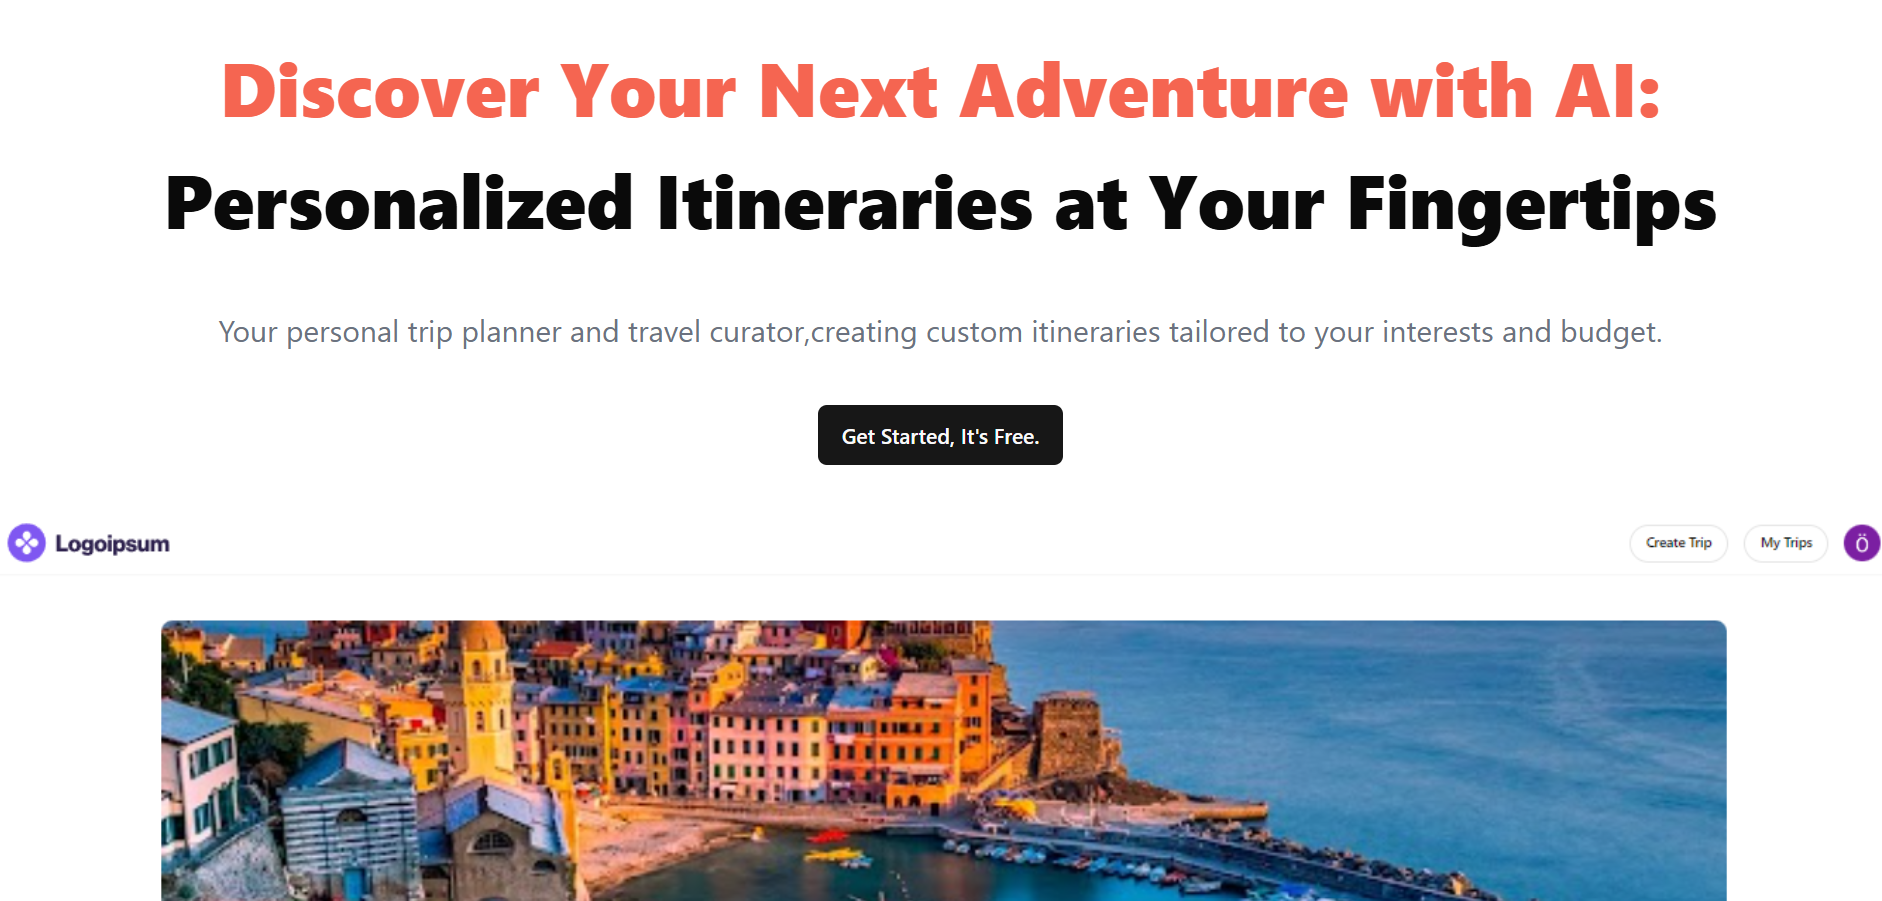 Discover Your Next Adventure with AI:
Personalized Itineraries at Your Fingertips
Your personal trip planner and travel curator,creating custom itineraries tailored to your interests and budget.
Get Started, It's Free.
Logoipsum
Create Trip
My Trips
Ö